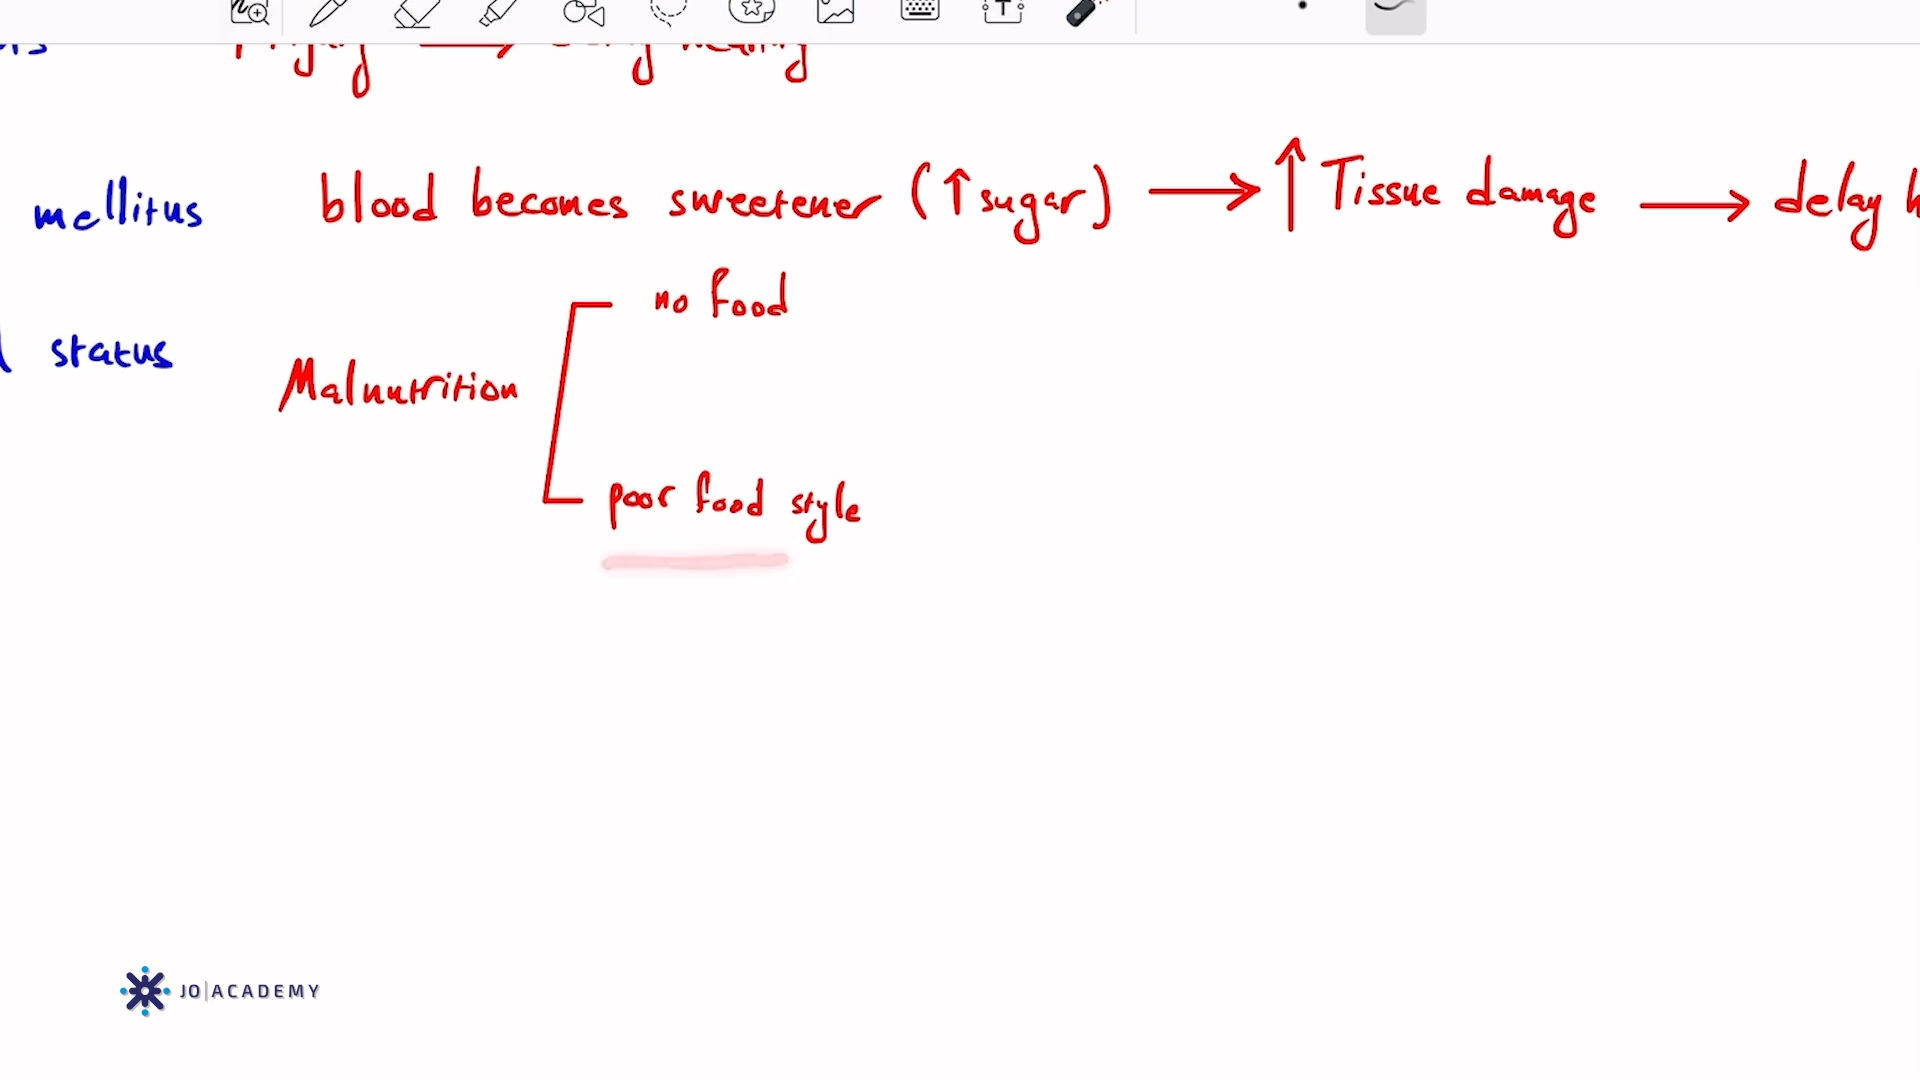 mellitus blood becomes sweetener (↑sugar) → ↑ Tissue damage → delay
no food
status
Malnutrition
poor food style
JO|ACADEMY